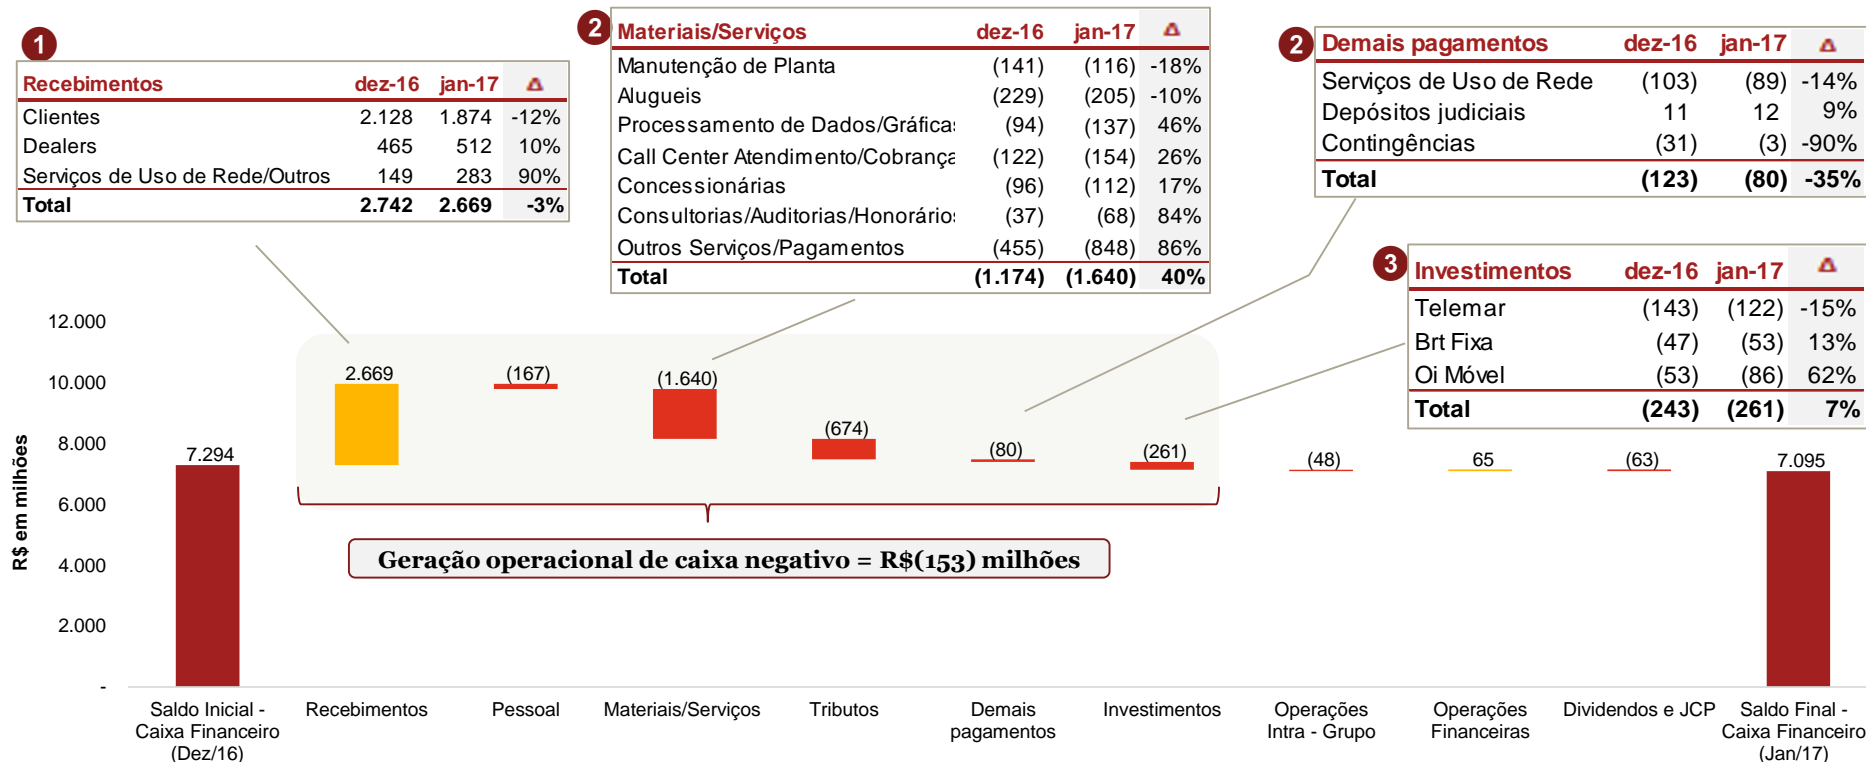 1
Recebimentos dez-16 jan-17 Δ
Clientes 2.128 1.874 -12%
Dealers 465 512 10%
Serviços de Uso de Rede/Outros 149 283 90%
Total 2.742 2.669 -3%
2
Materiais/Serviços dez-16 jan-17 Δ
Manutenção de Planta (141) (116) -18%
Alugueis (229) (205) -10%
Processamento de Dados/Gráficas (94) (137) 46%
Call Center Atendimento/Cobrança (122) (154) 26%
Concessionárias (96) (112) 17%
Consultorias/Auditorias/Honorários (37) (68) 84%
Outros Serviços/Pagamentos (455) (848) 86%
Total (1.174) (1.640) 40%
2
Demais pagamentos dez-16 jan-17 Δ
Serviços de Uso de Rede (103) (89) -14%
Depósitos judiciais 11 12 9%
Contingências (31) (3) -90%
Total (123) (80) -35%
3
Investimentos dez-16 jan-17 Δ
Telemar (143) (122) -15%
Brt Fixa (47) (53) 13%
Oi Móvel (53) (86) 62%
Total (243) (261) 7%
R$ em milhões
12.000
10.000
8.000
6.000
4.000
2.000
-
7.294
2.669
(167)
(1.640)
(674)
(80)
(261)
(48)
65
(63)
7.095
Geração operacional de caixa negativo = R$(153) milhões
Saldo Inicial -
Caixa Financeiro
(Dez/16)
Recebimentos
Pessoal
Materiais/Serviços
Tributos
Demais
pagamentos
Investimentos
Operações
Intra - Grupo
Operações
Financeiras
Dividendos e JCP
Saldo Final -
Caixa Financeiro
(Jan/17)